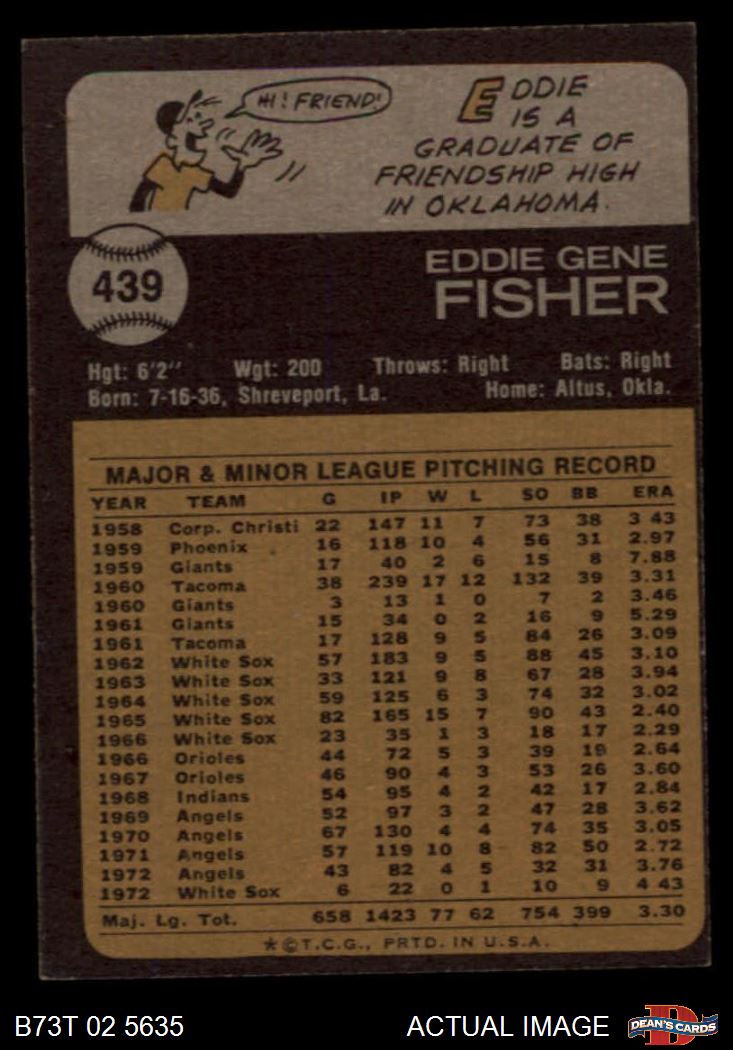 HI! FRIEND!
EDDIE
IS A
GRADUATE OF
FRIENDSHIP HIGH
IN OKLAHOMA.
439
EDDIE GENE
FISHER
Hgt: 6'2" Wgt: 200 Throws: Right Bats: Right
Born: 7-16-36, Shreveport, La. Home: Altus, Okla.
MAJOR & MINOR LEAGUE PITCHING RECORD
YEAR TEAM G IP W L SO BB ERA
1958 Corp. Christi 22 147 11 7 73 38 3 43
1959 Phoenix 16 118 10 4 56 31 2.97
1959 Giants 17 40 2 6 15 8 7.88
1960 Tacoma 38 239 17 12 132 39 3.31
1960 Giants 3 13 1 0 7 2 3.46
1961 Giants 15 34 0 2 16 9 5.29
1961 Tacoma 17 128 9 5 84 26 3.09
1962 White Sox 57 183 9 5 88 45 3.10
1963 White Sox 33 121 9 8 67 28 3.94
1964 White Sox 59 125 6 3 74 32 3.02
1965 White Sox 82 165 15 7 90 43 2.40
1966 White Sox 23 35 1 3 18 17 2.29
1966 Orioles 44 72 5 3 39 19 2.64
1967 Orioles 46 90 4 3 53 26 3.60
1968 Indians 54 95 4 2 42 17 2.84
1969 Angels 52 97 3 2 47 28 3.62
1970 Angels 67 130 4 4 74 35 3.05
1971 Angels 57 119 10 8 82 50 2.72
1972 Angels 43 82 4 5 32 31 3.76
1972 White Sox 6 22 0 1 10 9 4 43
Maj. Lg. Tot. 658 1423 77 62 754 399 3.30
*©T.C.G., PRTD. IN U.S.A.
B73T 02 5635 ACTUAL IMAGE DEAN'S CARDS